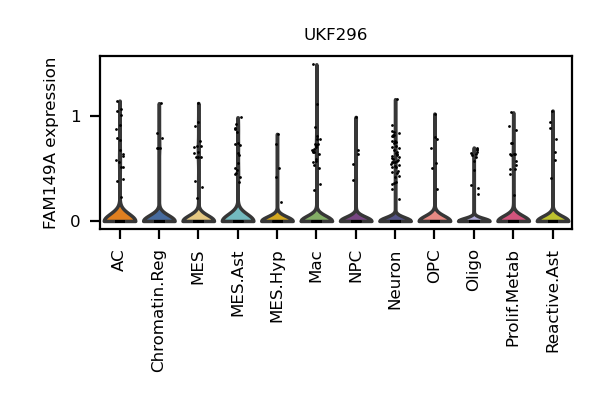 UKF296
FAM149A expression
1
0
AC
Chromatin.Reg
MES
MES.Ast
MES.Hyp
Mac
NPC
Neuron
OPC
Oligo
Prolif.Metab
Reactive.Ast